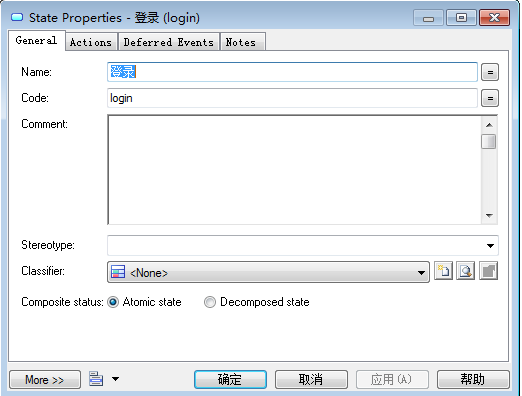 State Properties - 登录 (login)
General Actions Deferred Events Notes
Name: 登录 =
Code: login =
Comment:
Stereotype:
Classifier: <None>
Composite status: Atomic state Decomposed state
More >> 确定 取消 应用(A) 帮助